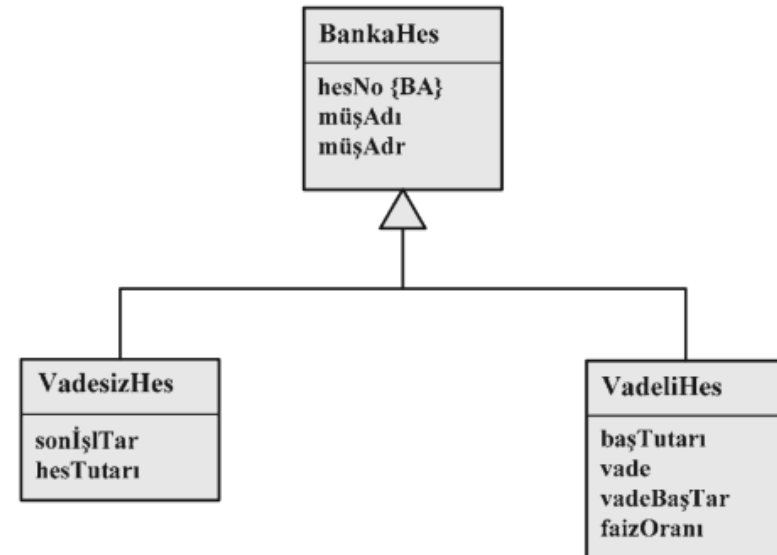 BankaHes
hesNo {BA}
müşAdı
müşAdr
VadesizHes
sonİşlTar
hesTutarı
VadeliHes
başTutarı
vade
vadeBaşTar
faizOranı